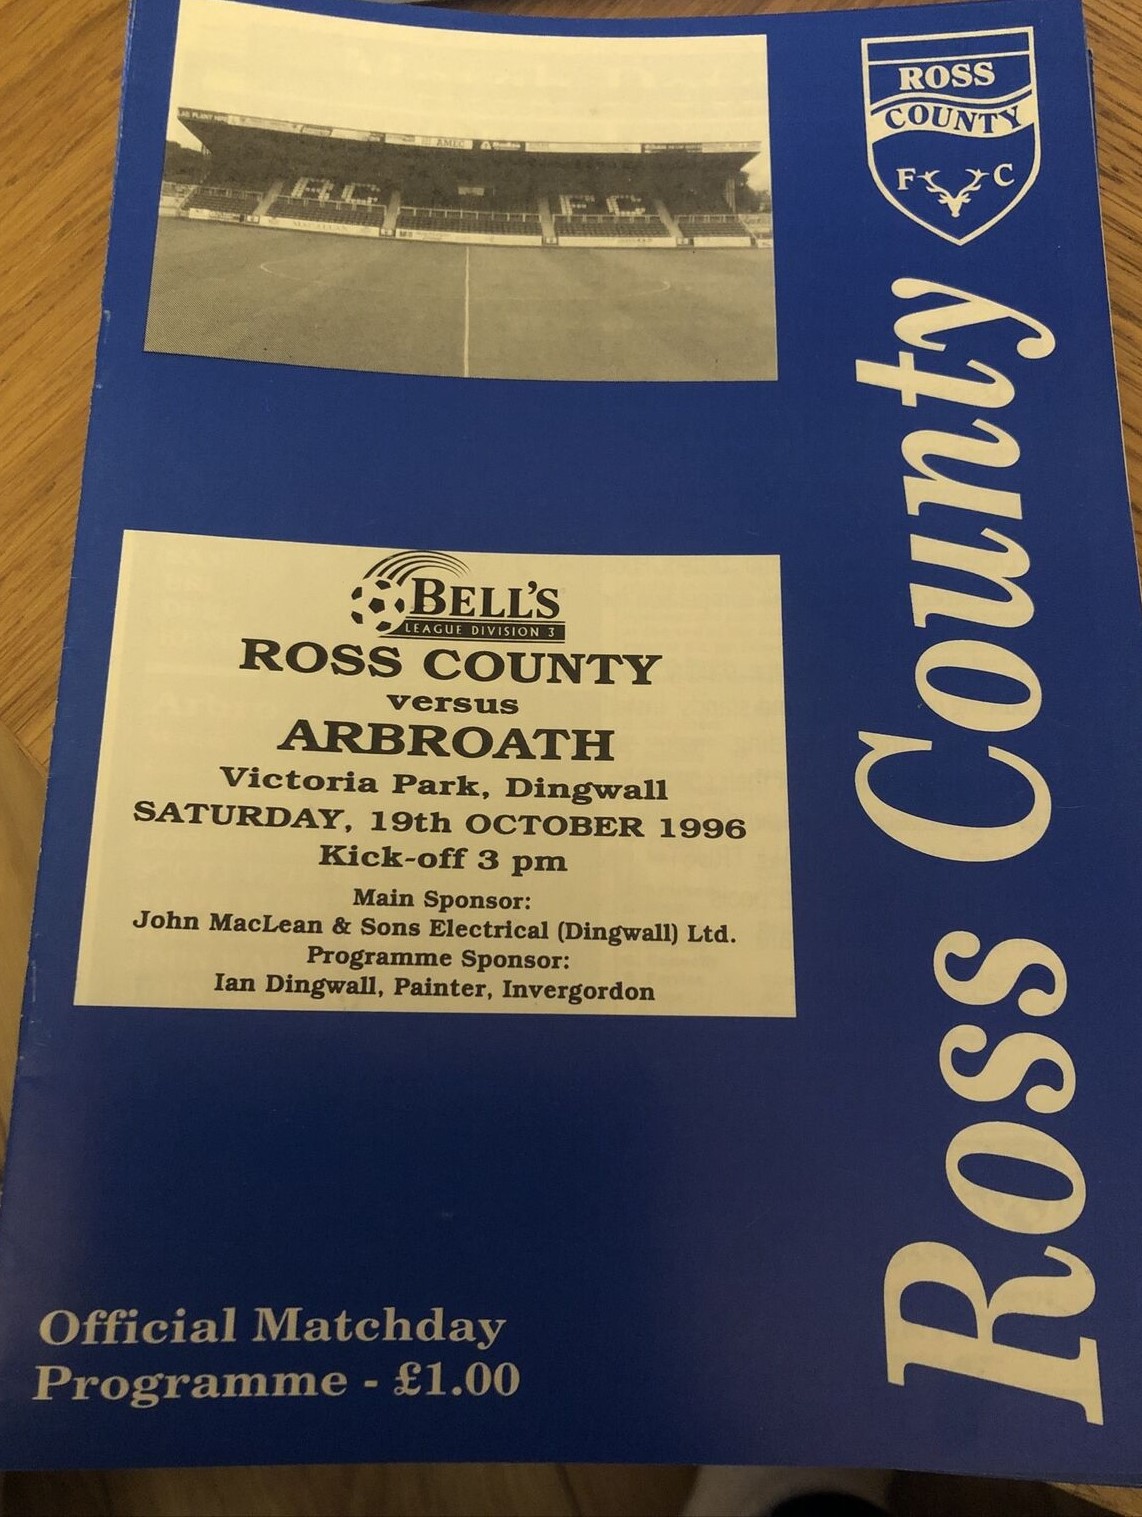 ROSS
COUNTY
F C
AMEC
MACALLAN
Ross County
BELL'S
LEAGUE DIVISION 3
ROSS COUNTY
versus
ARBROATH
Victoria Park, Dingwall
SATURDAY, 19th OCTOBER 1996
Kick-off 3 pm
Main Sponsor:
John MacLean & Sons Electrical (Dingwall) Ltd.
Programme Sponsor:
Ian Dingwall, Painter, Invergordon
Official Matchday
Programme - £1.00